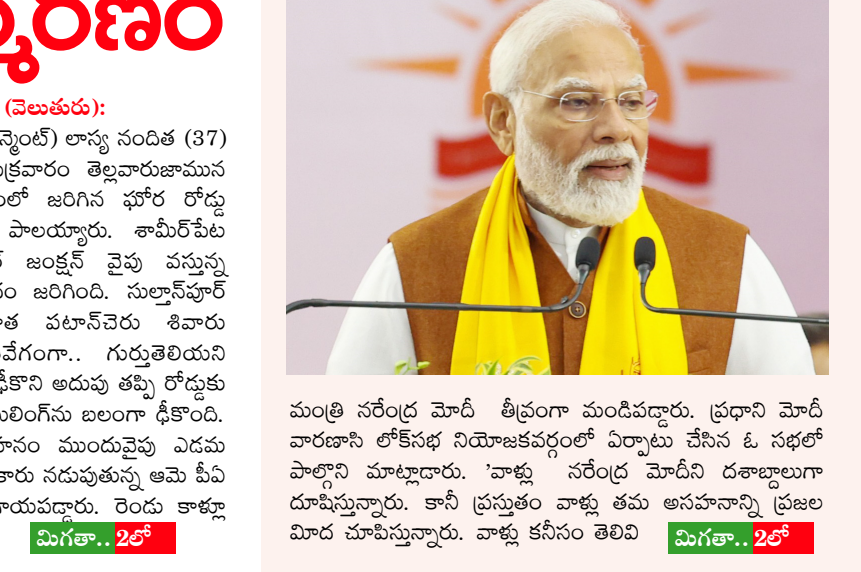 (వెలుతురు):
లాస్య నందిత (37)
తెల్లవారుజామున
జరిగిన ఘోర రోడ్డు
పాలయ్యారు. శామీర్‌పేట
జంక్షన్ వైపు వస్తున్న
జరిగింది. సుల్తాన్‌పూర్
పటాన్‌చెరు శివారు
గుర్తుతెలియని
అదుపు తప్పి రోడ్డుకు
బలంగా ఢీకొంది.
ముందువైపు ఎడమ
కారు నడుపుతున్న ఆమె పీఏ
రెండు కాళ్లూ
మిగతా.. 2లో
మంత్రి నరేంద్ర మోదీ తీవ్రంగా మండిపడ్డారు. ప్రధాని మోదీ
వారణాసి లోక్‌సభ నియోజకవర్గంలో ఏర్పాటు చేసిన ఓ సభలో
పాల్గొని మాట్లాడారు. 'వాళ్లు నరేంద్ర మోదీని దశాబ్దాలుగా
దూషిస్తున్నారు. కానీ ప్రస్తుతం వాళ్లు తమ అసహనాన్ని ప్రజల
మీద చూపిస్తున్నారు. వాళ్లు కనీసం తెలివి
మిగతా.. 2లో